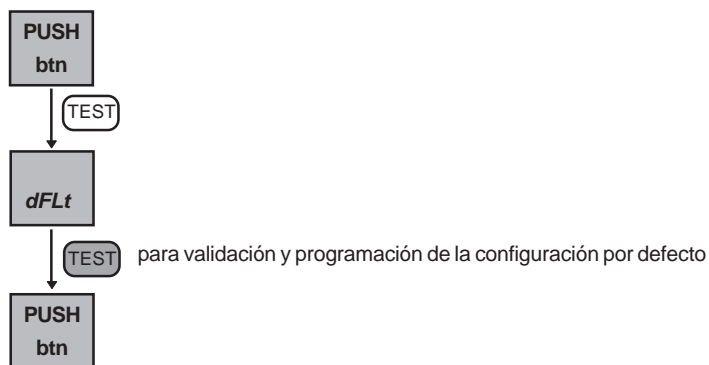 PUSH
btn
TEST
dFLt
TEST para validación y programación de la configuración por defecto
PUSH
btn